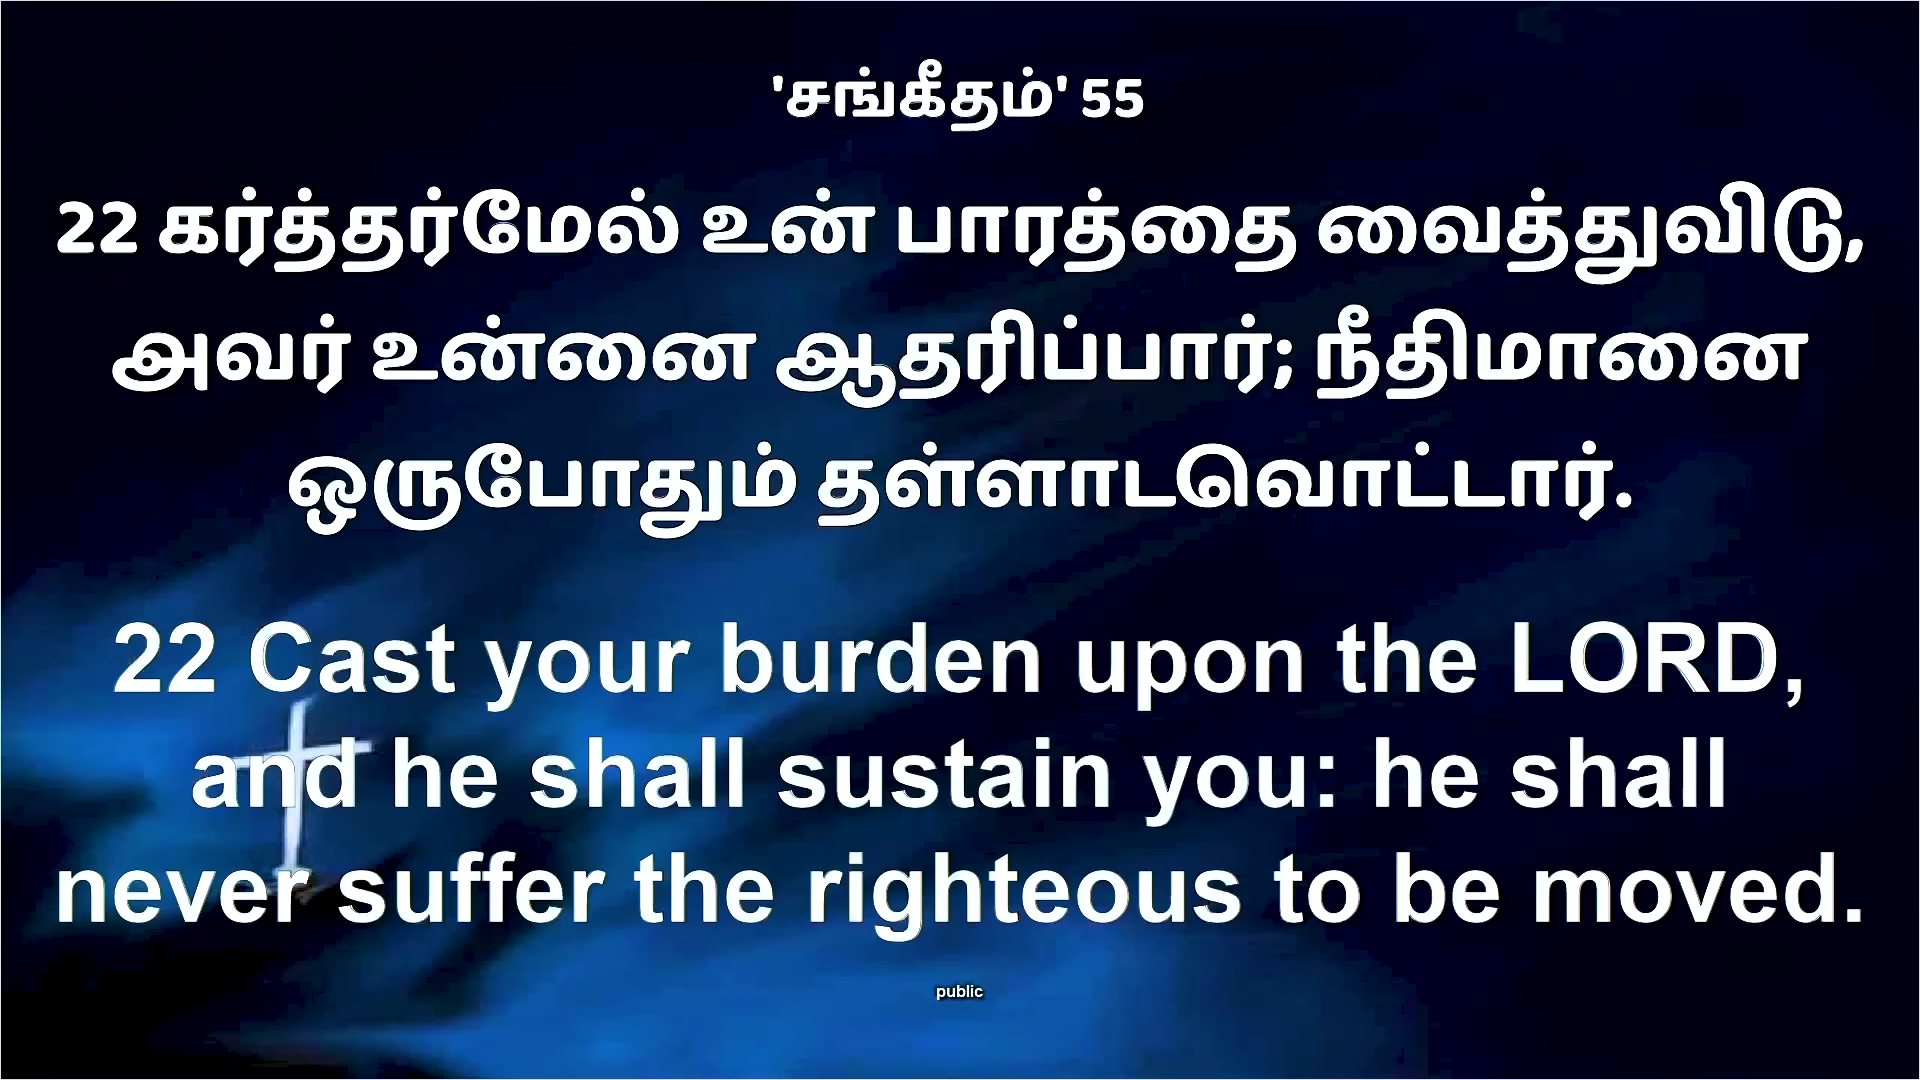 'சங்கீதம்' 55
22 கர்த்தர்மேல் உன் பாரத்தை வைத்துவிடு,
அவர் உன்னை ஆதரிப்பார்; நீதிமானை
ஒருபோதும் தள்ளாடவொட்டார்.
22 Cast your burden upon the LORD,
and he shall sustain you: he shall
never suffer the righteous to be moved.
public